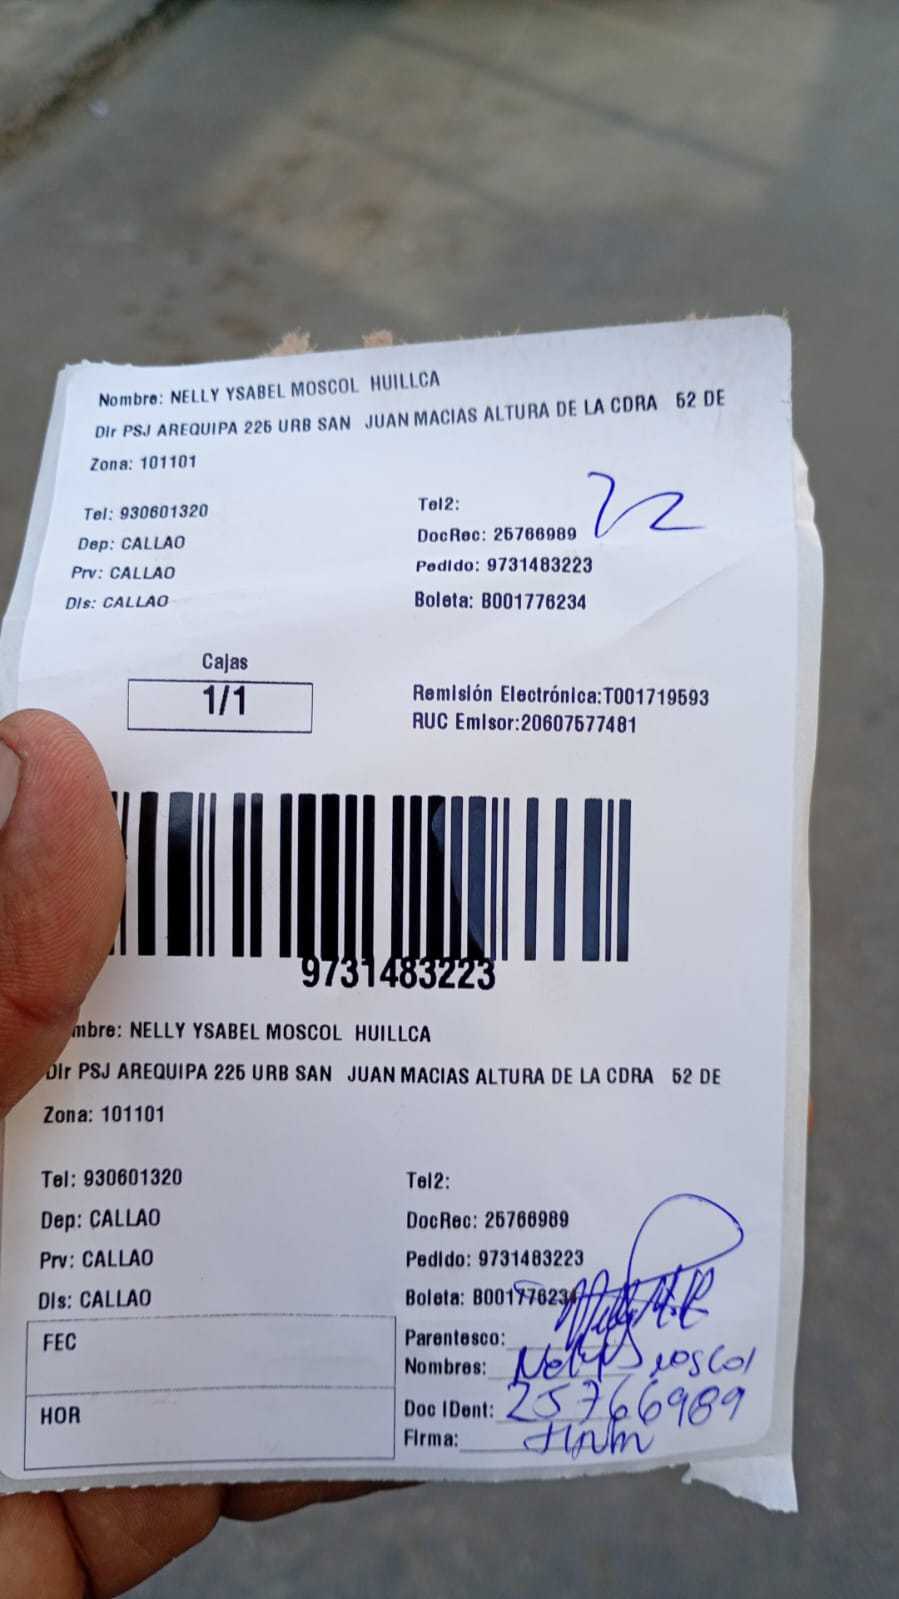 Nombre: NELLY YSABEL MOSCOL HUILLCA
Dir PSJ AREQUIPA 225 URB SAN JUAN MACIAS ALTURA DE LA CDRA 52 DE
Zona: 101101
Tel: 930601320
Tel2:
Dep: CALLAO
DocRec: 25766989
Prv: CALLAO
Pedido: 9731483223
Dis: CALLAO
Boleta: B001776234
Cajas
1/1
Remisión Electrónica:T001719593
RUC Emisor:20607577481
9731483223
mbre: NELLY YSABEL MOSCOL HUILLCA
Dir PSJ AREQUIPA 225 URB SAN JUAN MACIAS ALTURA DE LA CDRA 52 DE
Zona: 101101
Tel: 930601320
Tel2:
Dep: CALLAO
DocRec: 25766989
Prv: CALLAO
Pedido: 9731483223
Dis: CALLAO
Boleta: B001776234
FEC
Parentesco:
Nombres: Nelly Moscol
HOR
Doc IDent: 25766989
Firma: